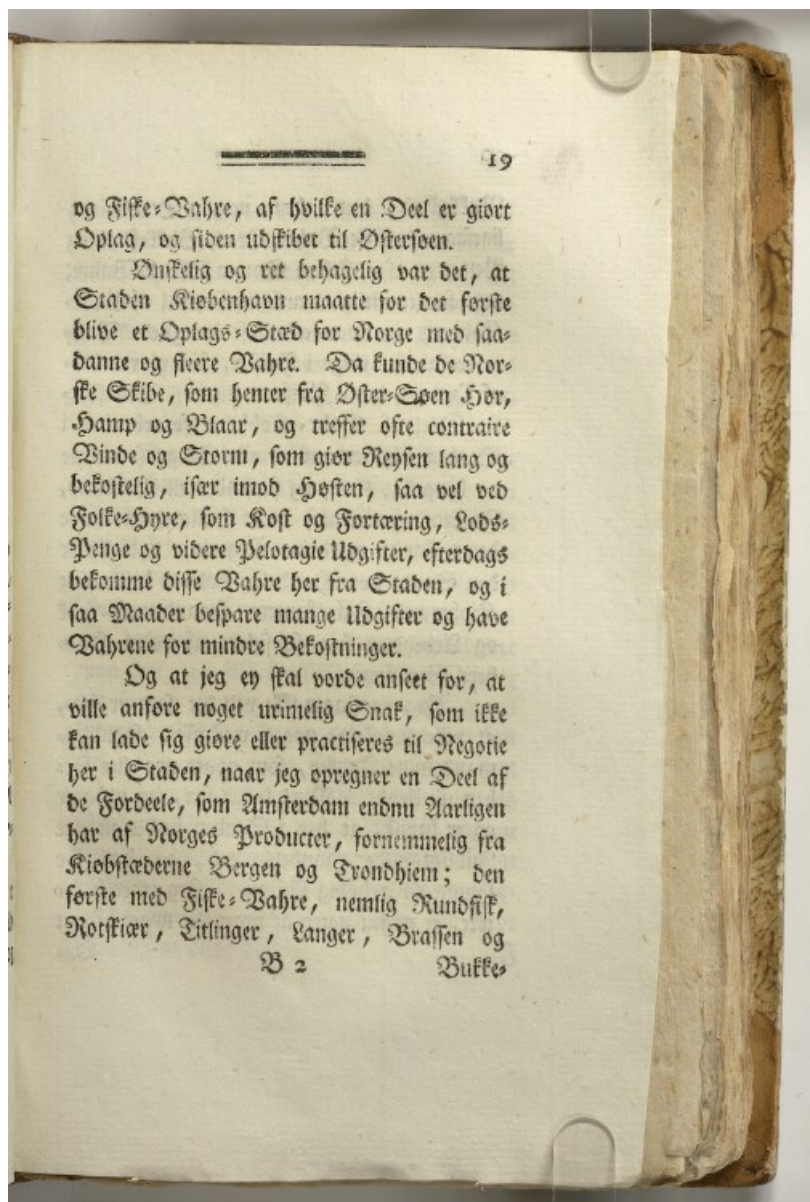 19
og Fiske-Vahre, af hvilke en Deel er giort
Oplag, og siden udskibet til Østersøen.
Ønskelig og ret behagelig var det, at
Staden Kiøbenhavn maatte for det første
blive et Oplags-Stæd for Norge med saa-
danne og fleere Vahre. Da kunde de Nor-
ske Skibe, som henter fra Øster-Søen Hør,
Hamp og Blaar, og treffer ofte contraire
Vinde og Storm, som giør Reysen lang og
bekostelig, især imod Høsten, saa vel ved
Folke-Hyre, som Kost og Fortæring, Lods-
Penge og videre Pelotagie Udgifter, efterdags
bekomme disse Vahre her fra Staden, og i
saa Maader bespare mange Udgifter og have
Vahrene for mindre Bekostninger.
Og at jeg ey skal vorde anseet for, at
ville anføre noget urimelig Snak, som ikke
kan lade sig giøre eller practiseres til Negotie
her i Staden, naar jeg opregner en Deel af
de Fordeele, som Amsterdam endnu Aarligen
har af Norges Producter, fornemmelig fra
Kiøbstæderne Bergen og Trondhiem; den
første med Fiske-Vahre, nemlig Rundfisk,
Rotskiær, Titlinger, Langer, Brassen og
B 2 Bukke-